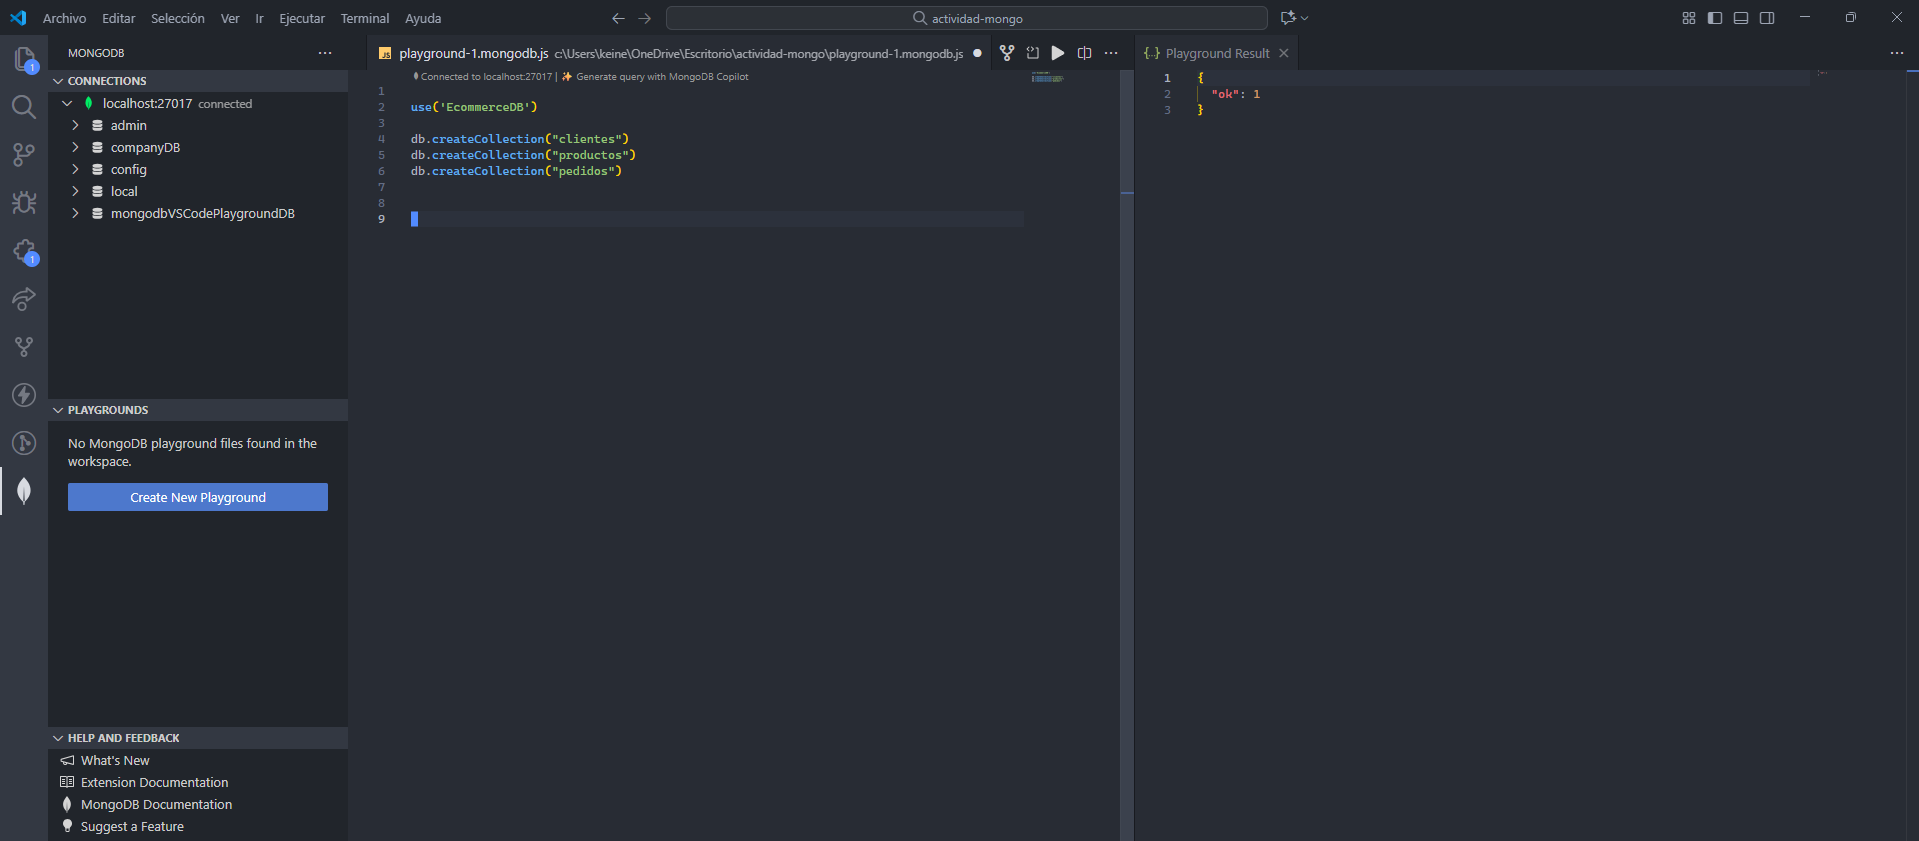 Archivo Editar Selección Ver Ir Ejecutar Terminal Ayuda
actividad-mongo
MONGODB
CONNECTIONS
localhost:27017 connected
admin
companyDB
config
local
mongodbVSCodePlaygroundDB
PLAYGROUNDS
No MongoDB playground files found in the
workspace.
Create New Playground
HELP AND FEEDBACK
What's New
Extension Documentation
MongoDB Documentation
Suggest a Feature
1
1
playground-1.mongodb.js c:\Users\keine\OneDrive\Escritorio\actividad-mongo\playground-1.mongodb.js
Connected to localhost:27017 | Generate query with MongoDB Copilot
1
2 use('EcommerceDB')
3
4 db.createCollection("clientes")
5 db.createCollection("productos")
6 db.createCollection("pedidos")
7
8
9
{..} Playground Result
1 {
2 "ok": 1
3 }